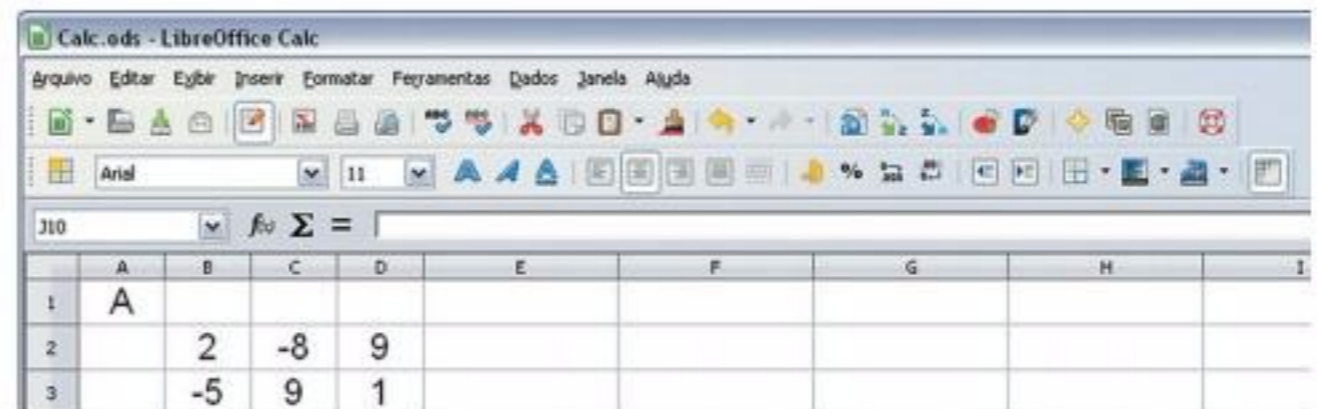 Calc.ods - LibreOffice Calc
Arquivo Editar Exibir Inserir Formatar Ferramentas Dados Janela Ajuda
Arial 11 %
J10 f(x) Σ =
A B C D E F G H I
1 A
2 2 -8 9
3 -5 9 1